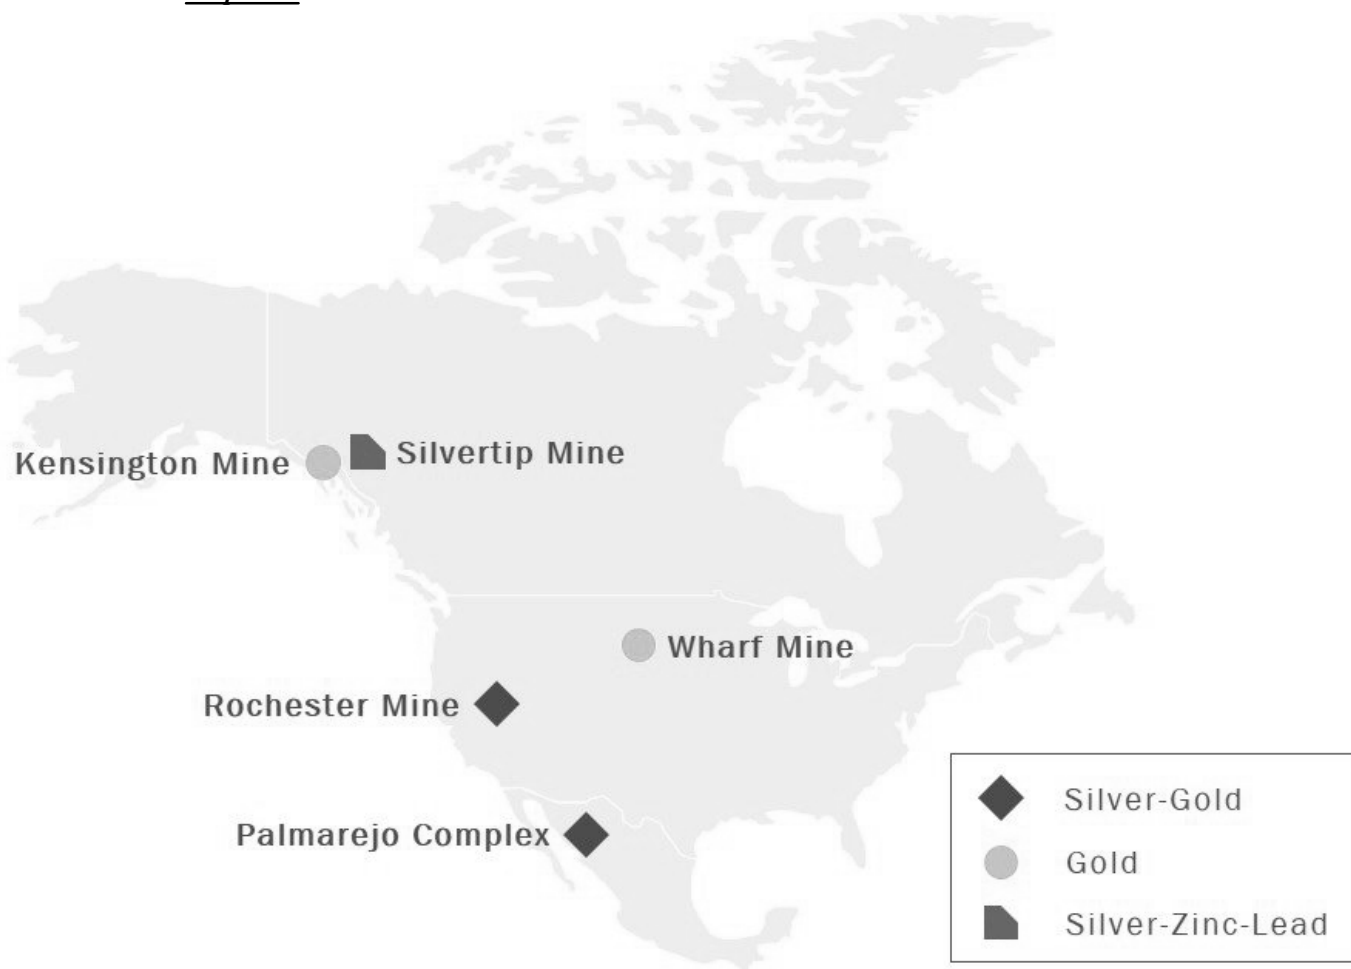 Silvertip Mine
Kensington Mine
Wharf Mine
Rochester Mine
Palmarejo Complex
Silver-Gold
Gold
Silver-Zinc-Lead